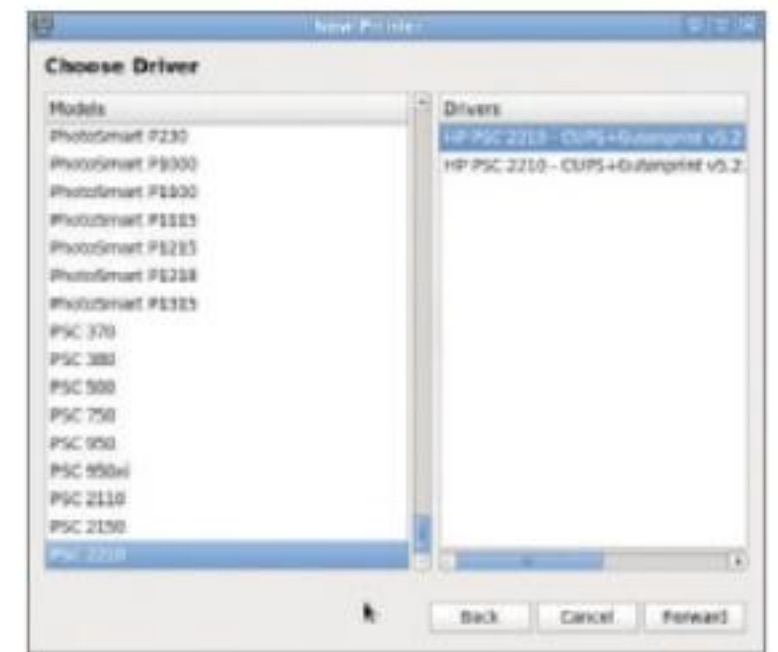 New Printer
Choose Driver
Models
PhotoSmart P230
PhotoSmart P1000
PhotoSmart P1100
PhotoSmart P1115
PhotoSmart P1215
PhotoSmart P1218
PhotoSmart P1315
PSC 370
PSC 380
PSC 500
PSC 750
PSC 950
PSC 950xi
PSC 2110
PSC 2150
PSC 2210
Drivers
HP PSC 2210 - CUPS+Gutenprint v5.2
HP PSC 2210 - CUPS+Gutenprint v5.2.
Back
Cancel
Forward